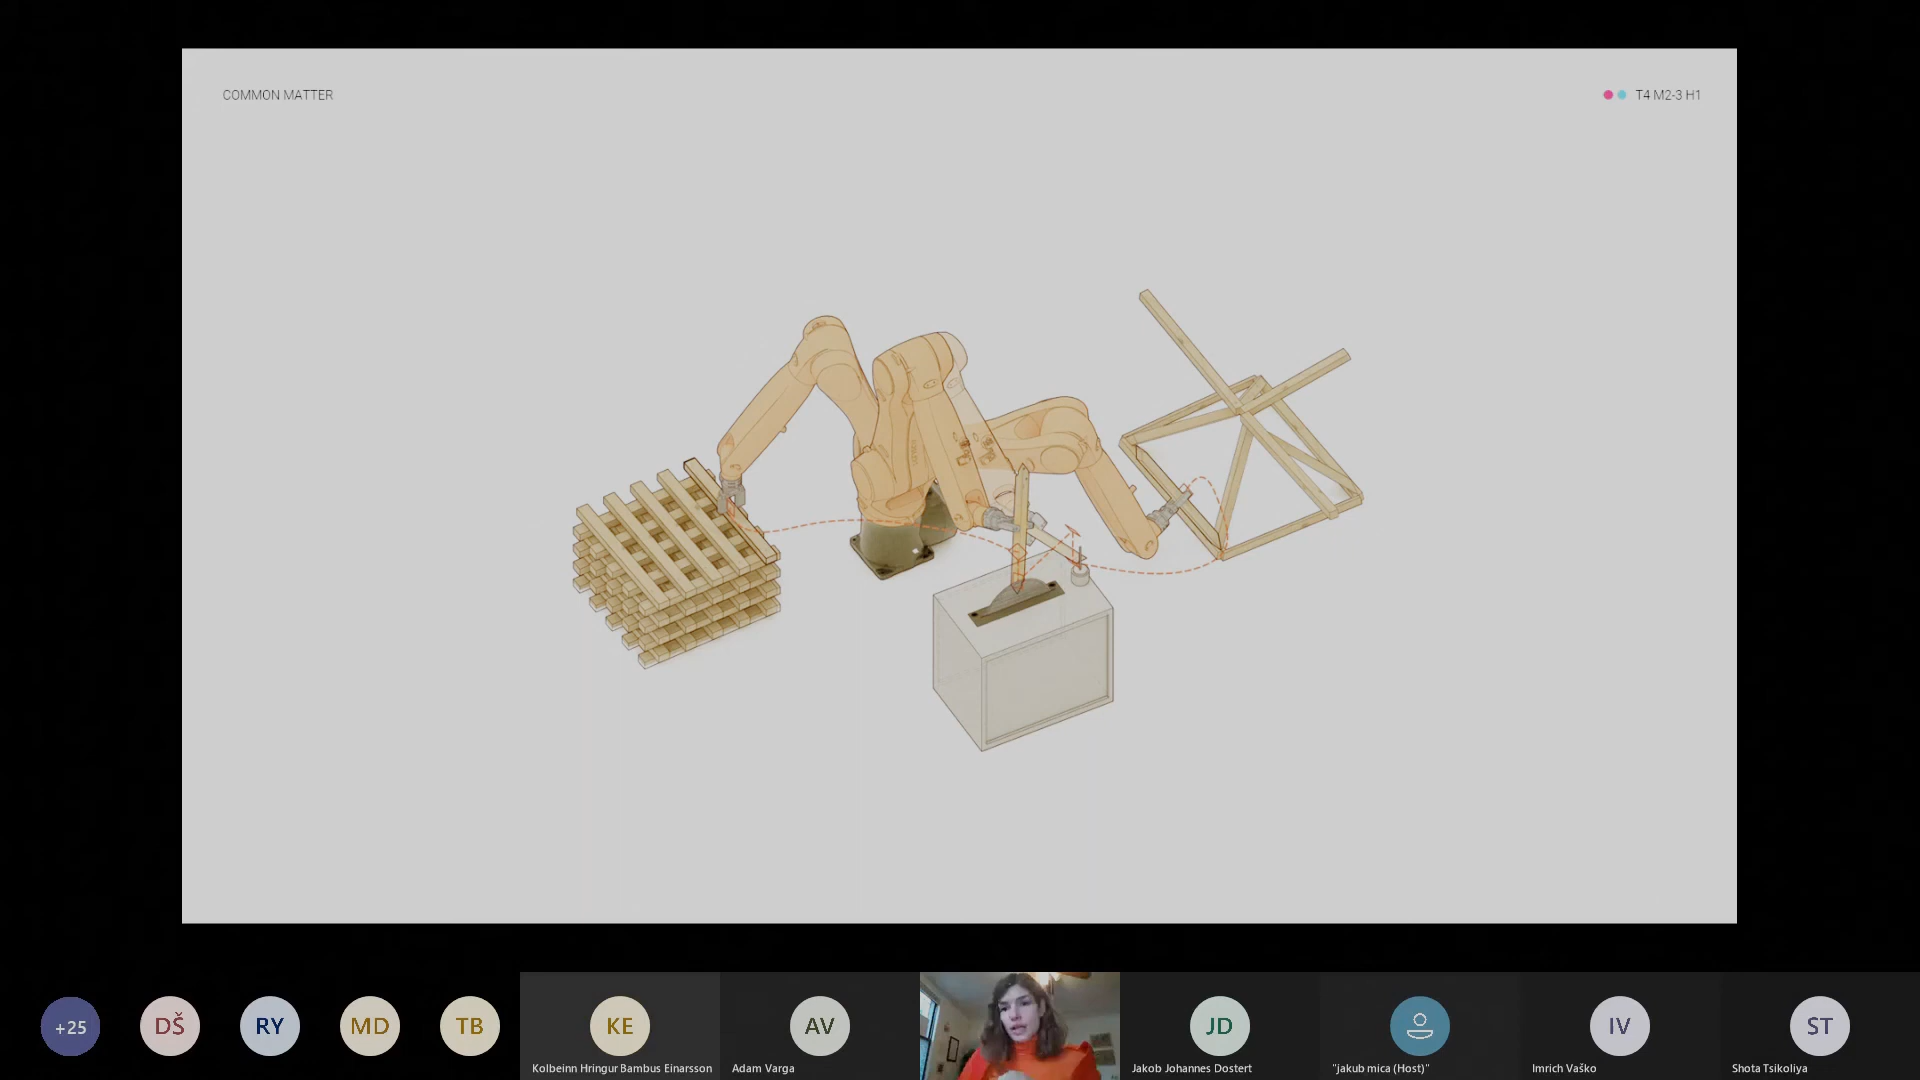 COMMON MATTER
T4 M2-3 H1
+25
DŠ
RY
MD
TB
KE
AV
JD
IV
ST
Kolbeinn Hringur Bambus Einarsson
Adam Varga
Jakob Johannes Dostert
"jakub mica (Host)"
Imrich Vaško
Shota Tsikoliya